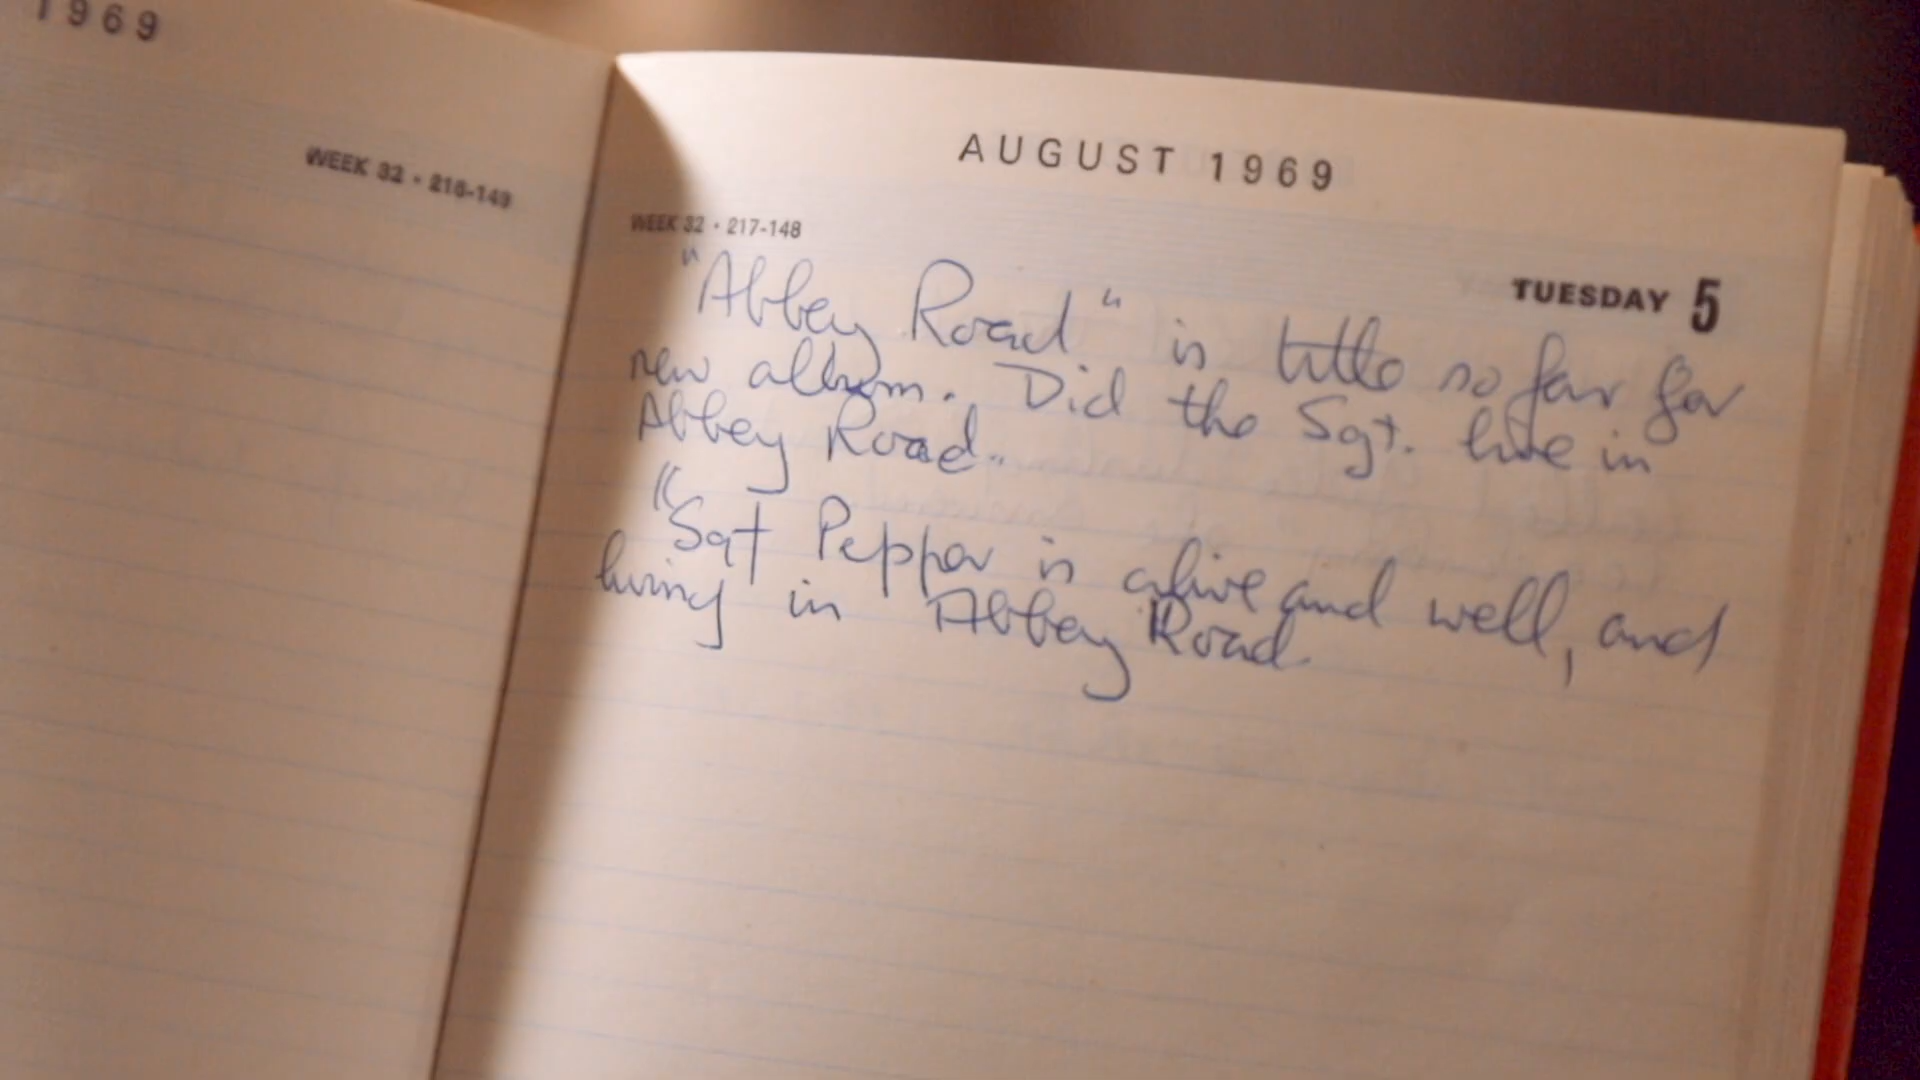 1969
WEEK 32 • 216-149
AUGUST 1969
WEEK 32 • 217-148
TUESDAY 5
"Abbey Road" is title so far for
new album. Did the Sgt. live in
Abbey Road..
"Sgt Pepper is alive and well, and
living in Abbey Road.